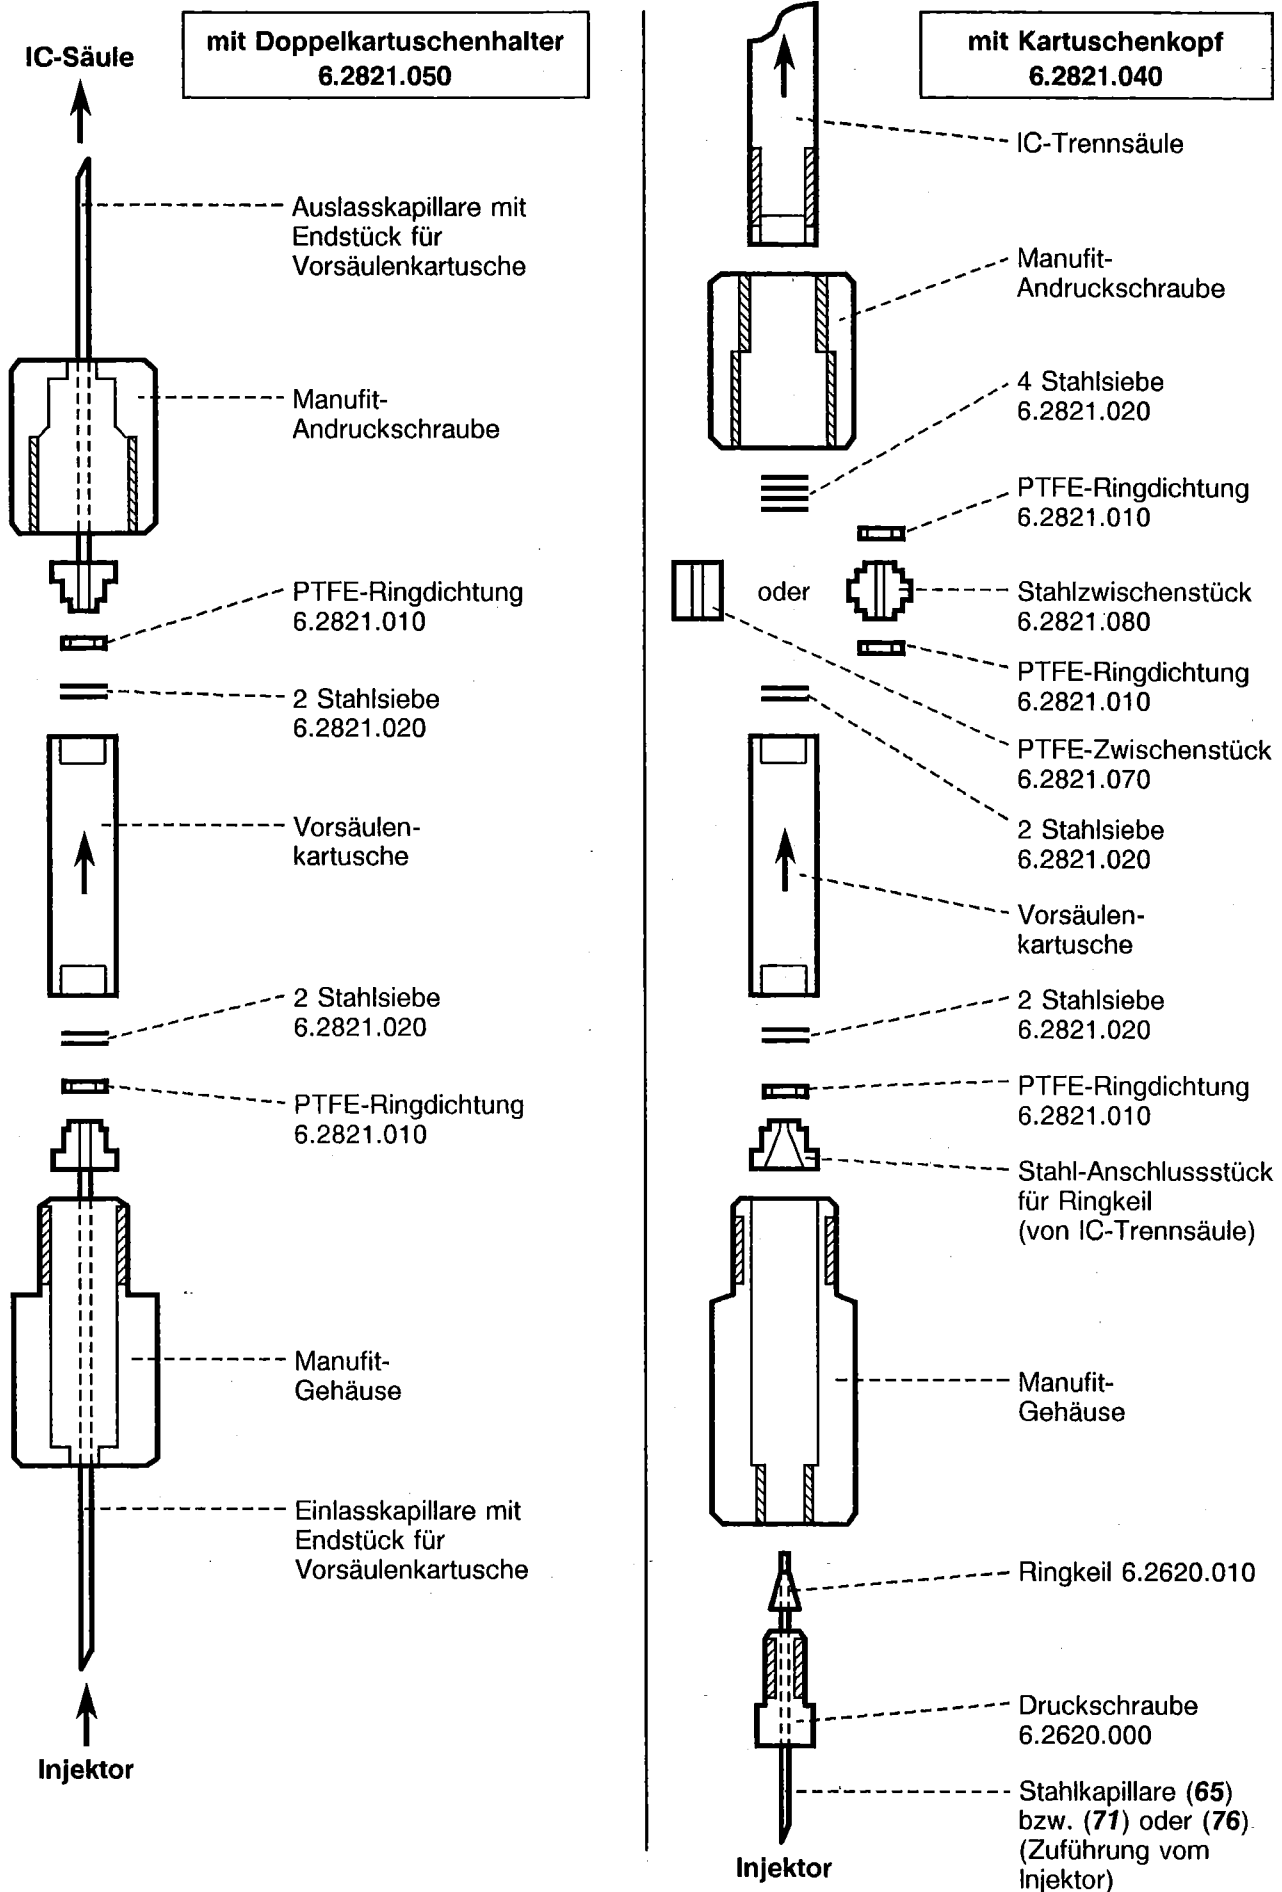 IC-Säule
mit Doppelkartuschenhalter
6.2821.050
Auslasskapillare mit
Endstück für
Vorsäulenkartusche
Manufit-
Andruckschraube
PTFE-Ringdichtung
6.2821.010
2 Stahlsiebe
6.2821.020
Vorsäulen-
kartusche
2 Stahlsiebe
6.2821.020
PTFE-Ringdichtung
6.2821.010
Manufit-
Gehäuse
Einlasskapillare mit
Endstück für
Vorsäulenkartusche
Injektor
mit Kartuschenkopf
6.2821.040
IC-Trennsäule
Manufit-
Andruckschraube
4 Stahlsiebe
6.2821.020
PTFE-Ringdichtung
6.2821.010
oder
Stahlzwischenstück
6.2821.080
PTFE-Ringdichtung
6.2821.010
PTFE-Zwischenstück
6.2821.070
2 Stahlsiebe
6.2821.020
Vorsäulen-
kartusche
2 Stahlsiebe
6.2821.020
PTFE-Ringdichtung
6.2821.010
Stahl-Anschlussstück
für Ringkeil
(von IC-Trennsäule)
Manufit-
Gehäuse
Ringkeil 6.2620.010
Druckschraube
6.2620.000
Stahlkapillare (65)
bzw. (71) oder (76)
(Zuführung vom
Injektor)
Injektor